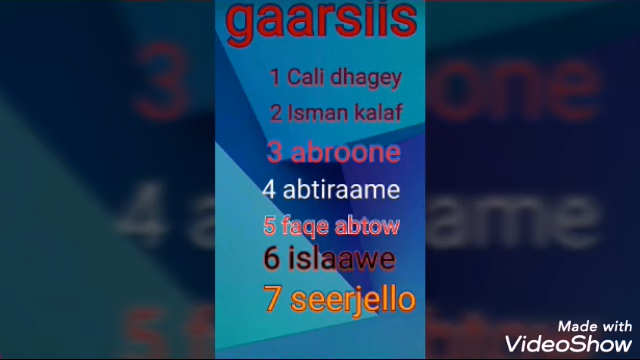 gaarsiis
1 Cali dhagey
2 Isman kalaf
3 abroone
4 abtiraame
5 faqe abtow
6 islaawe
7 seerjello
Made with
VideoShow